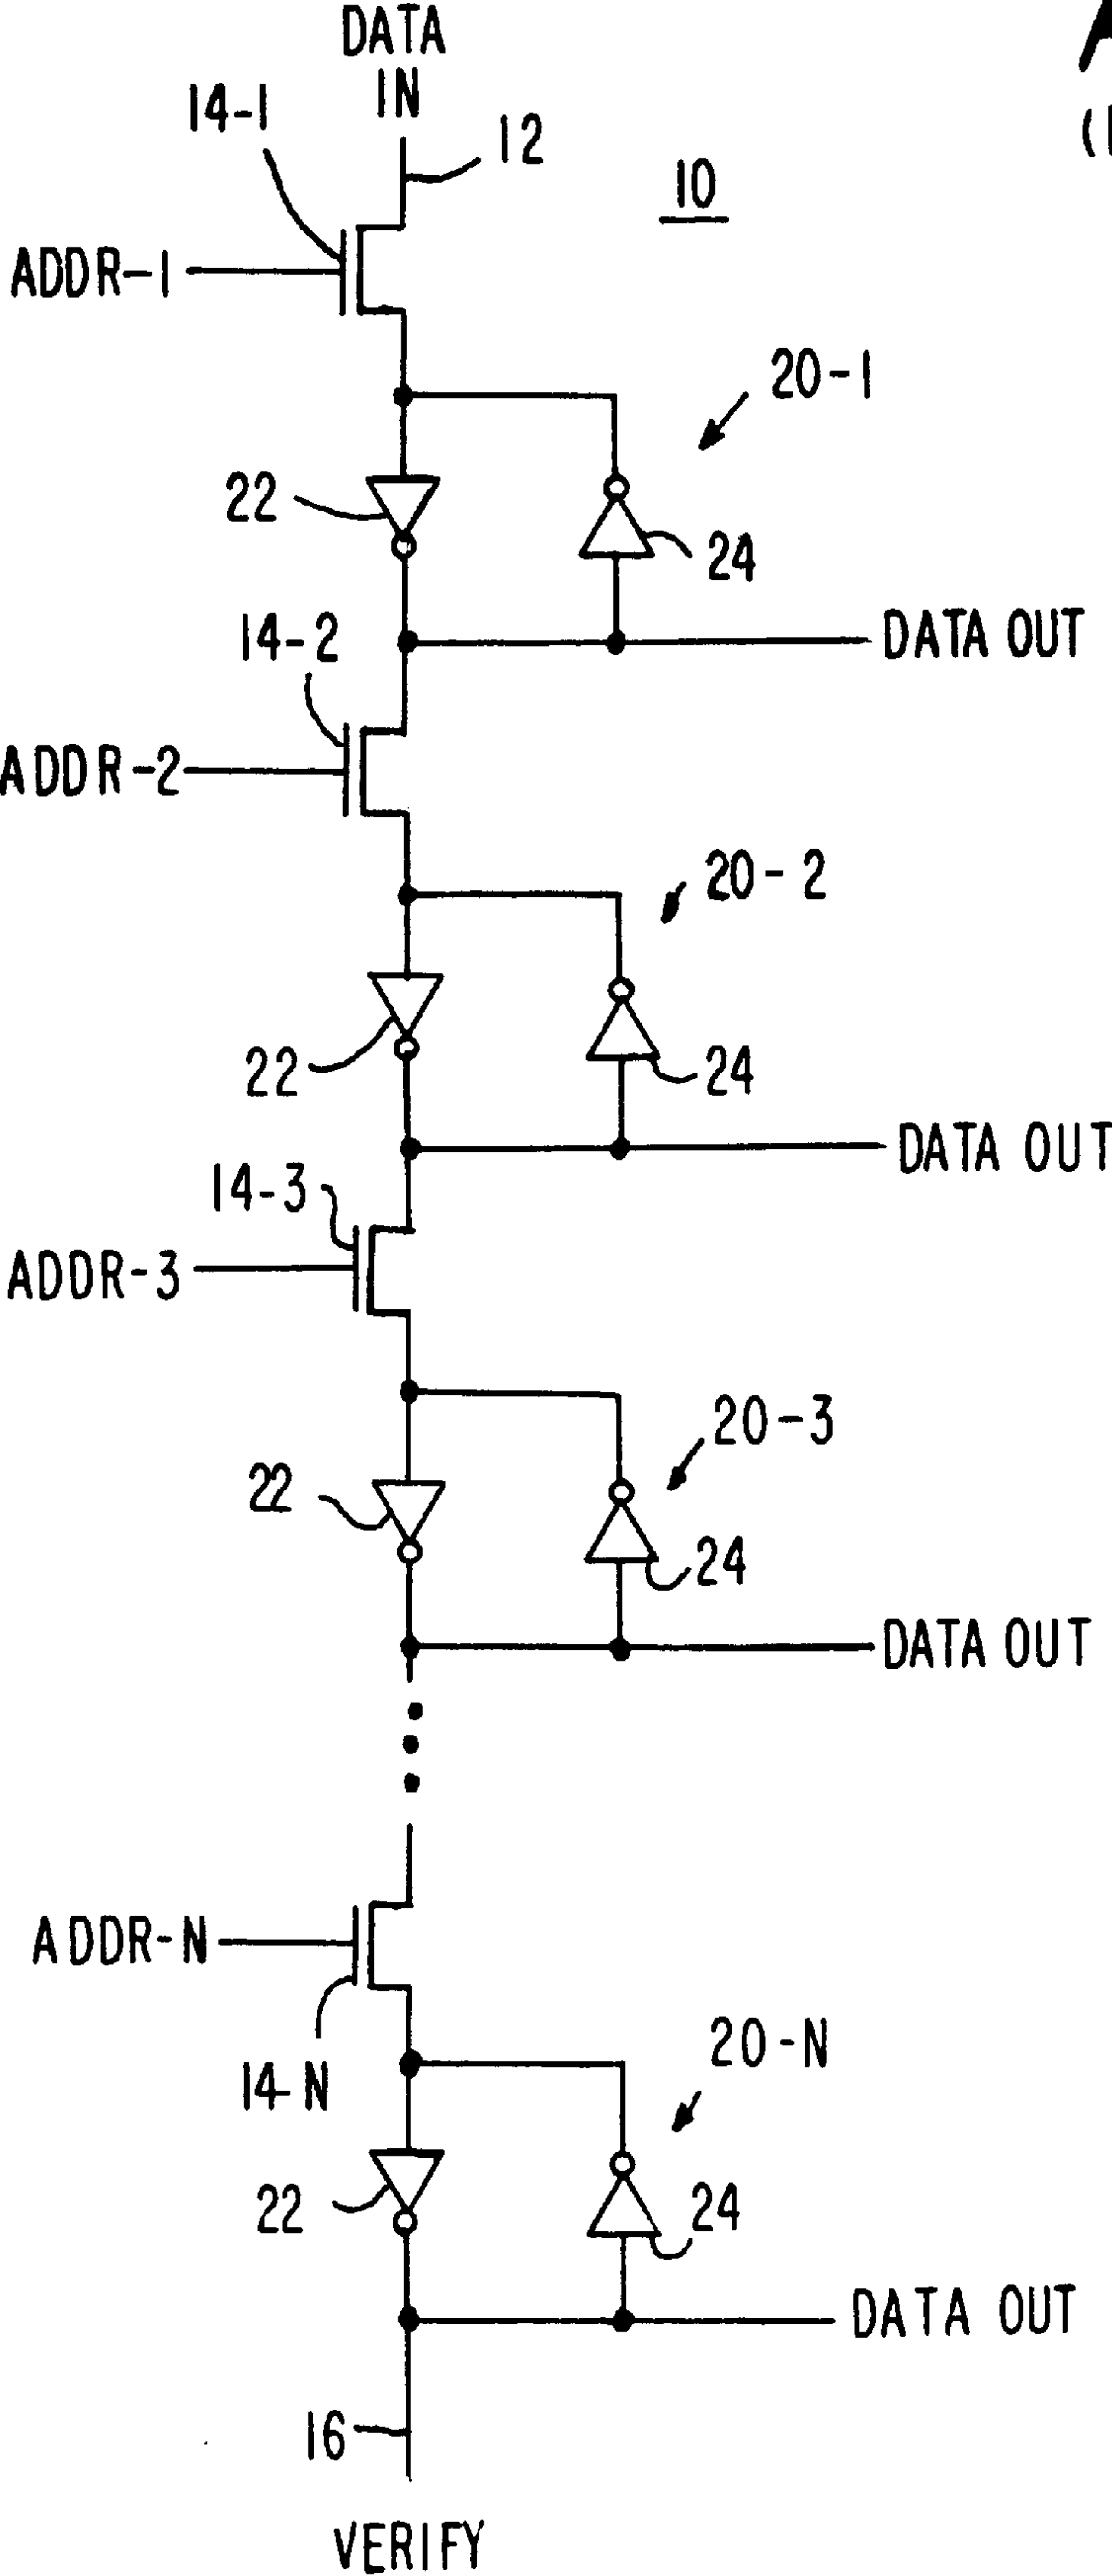 DATA
IN
14-1
12
10
ADDR-1
20-1
22
24
14-2
DATA OUT
ADDR-2
20-2
22
24
14-3
DATA OUT
ADDR-3
20-3
22
24
DATA OUT
ADDR-N
14-N
20-N
22
24
DATA OUT
16
VERIFY